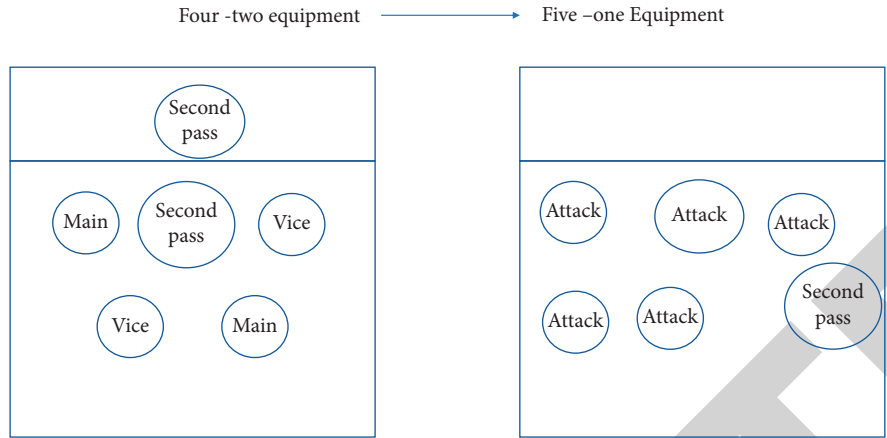 Four -two equipment
Five –one Equipment
Second
pass
Main
Second
pass
Vice
Vice
Main
Attack
Attack
Attack
Attack
Attack
Second
pass